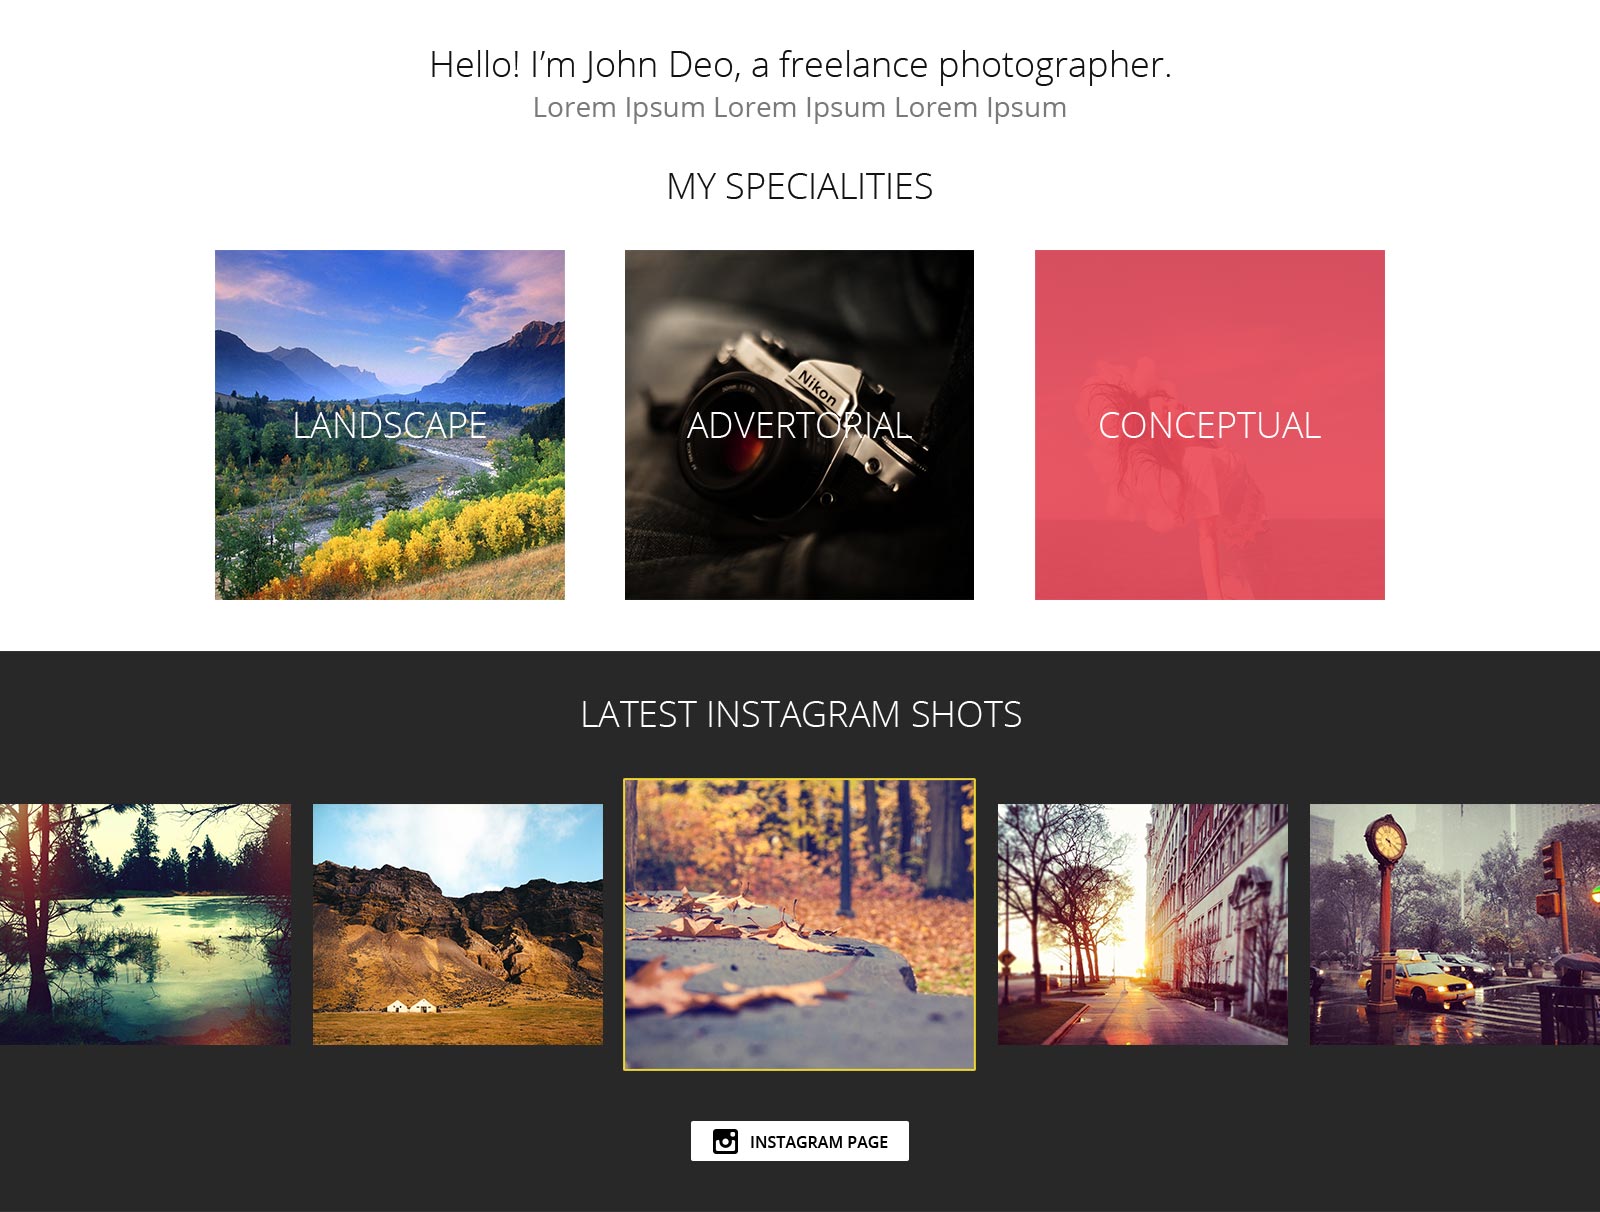 Hello! I’m John Deo, a freelance photographer.
Lorem Ipsum Lorem Ipsum Lorem Ipsum
MY SPECIALITIES
Nikon
LANDSCAPE
ADVERTORIAL
CONCEPTUAL
LATEST INSTAGRAM SHOTS
INSTAGRAM PAGE